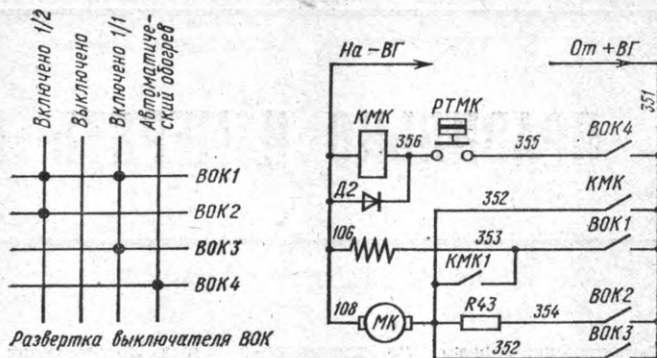 Включено 1/2
Выключено
Включено 1/1
Автоматиче-
ский обогрев
ВОК1
ВОК2
ВОК3
ВОК4
Развертка выключателя ВОК
На -ВГ
От +ВГ
351
КМК
356
РТМК
355
ВОК4
Д2
352
КМК
106
353
ВОК1
КМК1
108
МК
R43
354
ВОК2
352
ВОК3